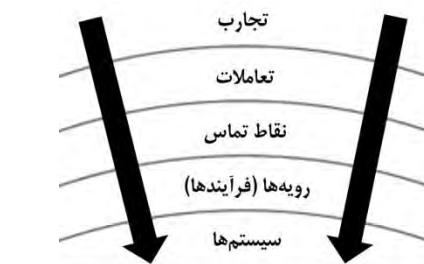 تجارب
تعاملات
نقاط تماس
رویه‌ها (فرآیندها)
سیستم‌ها